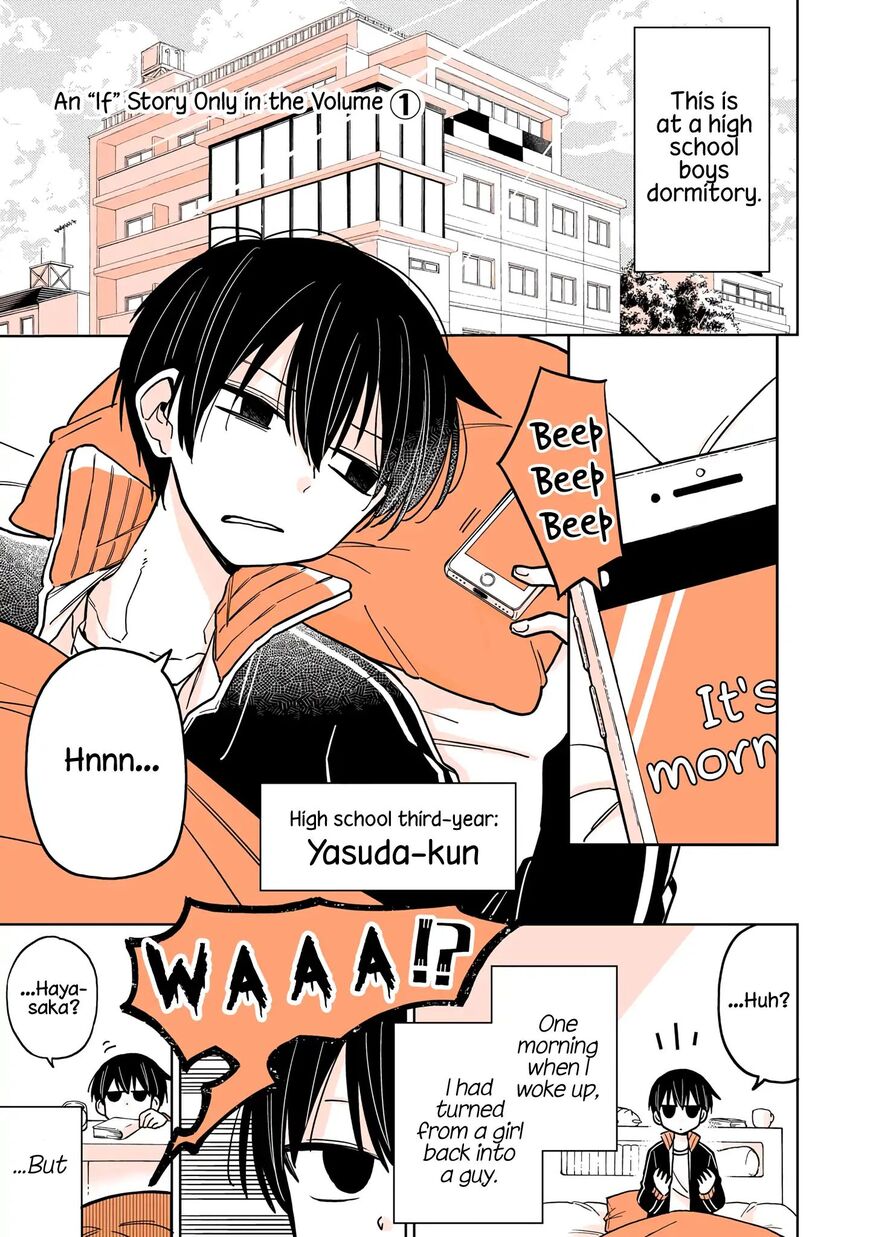 An “If” Story Only in the Volume ①
This is
at a high
school
boys
dormitory.
Beep
Beep
Beep
It's
morn
Hnnn...
High school third-year:
Yasuda-kun
...Huh?
One
morning
when I
woke up,
I had
turned
from a girl
back into
a guy.
WAAA!?
...Haya-
saka?
...But